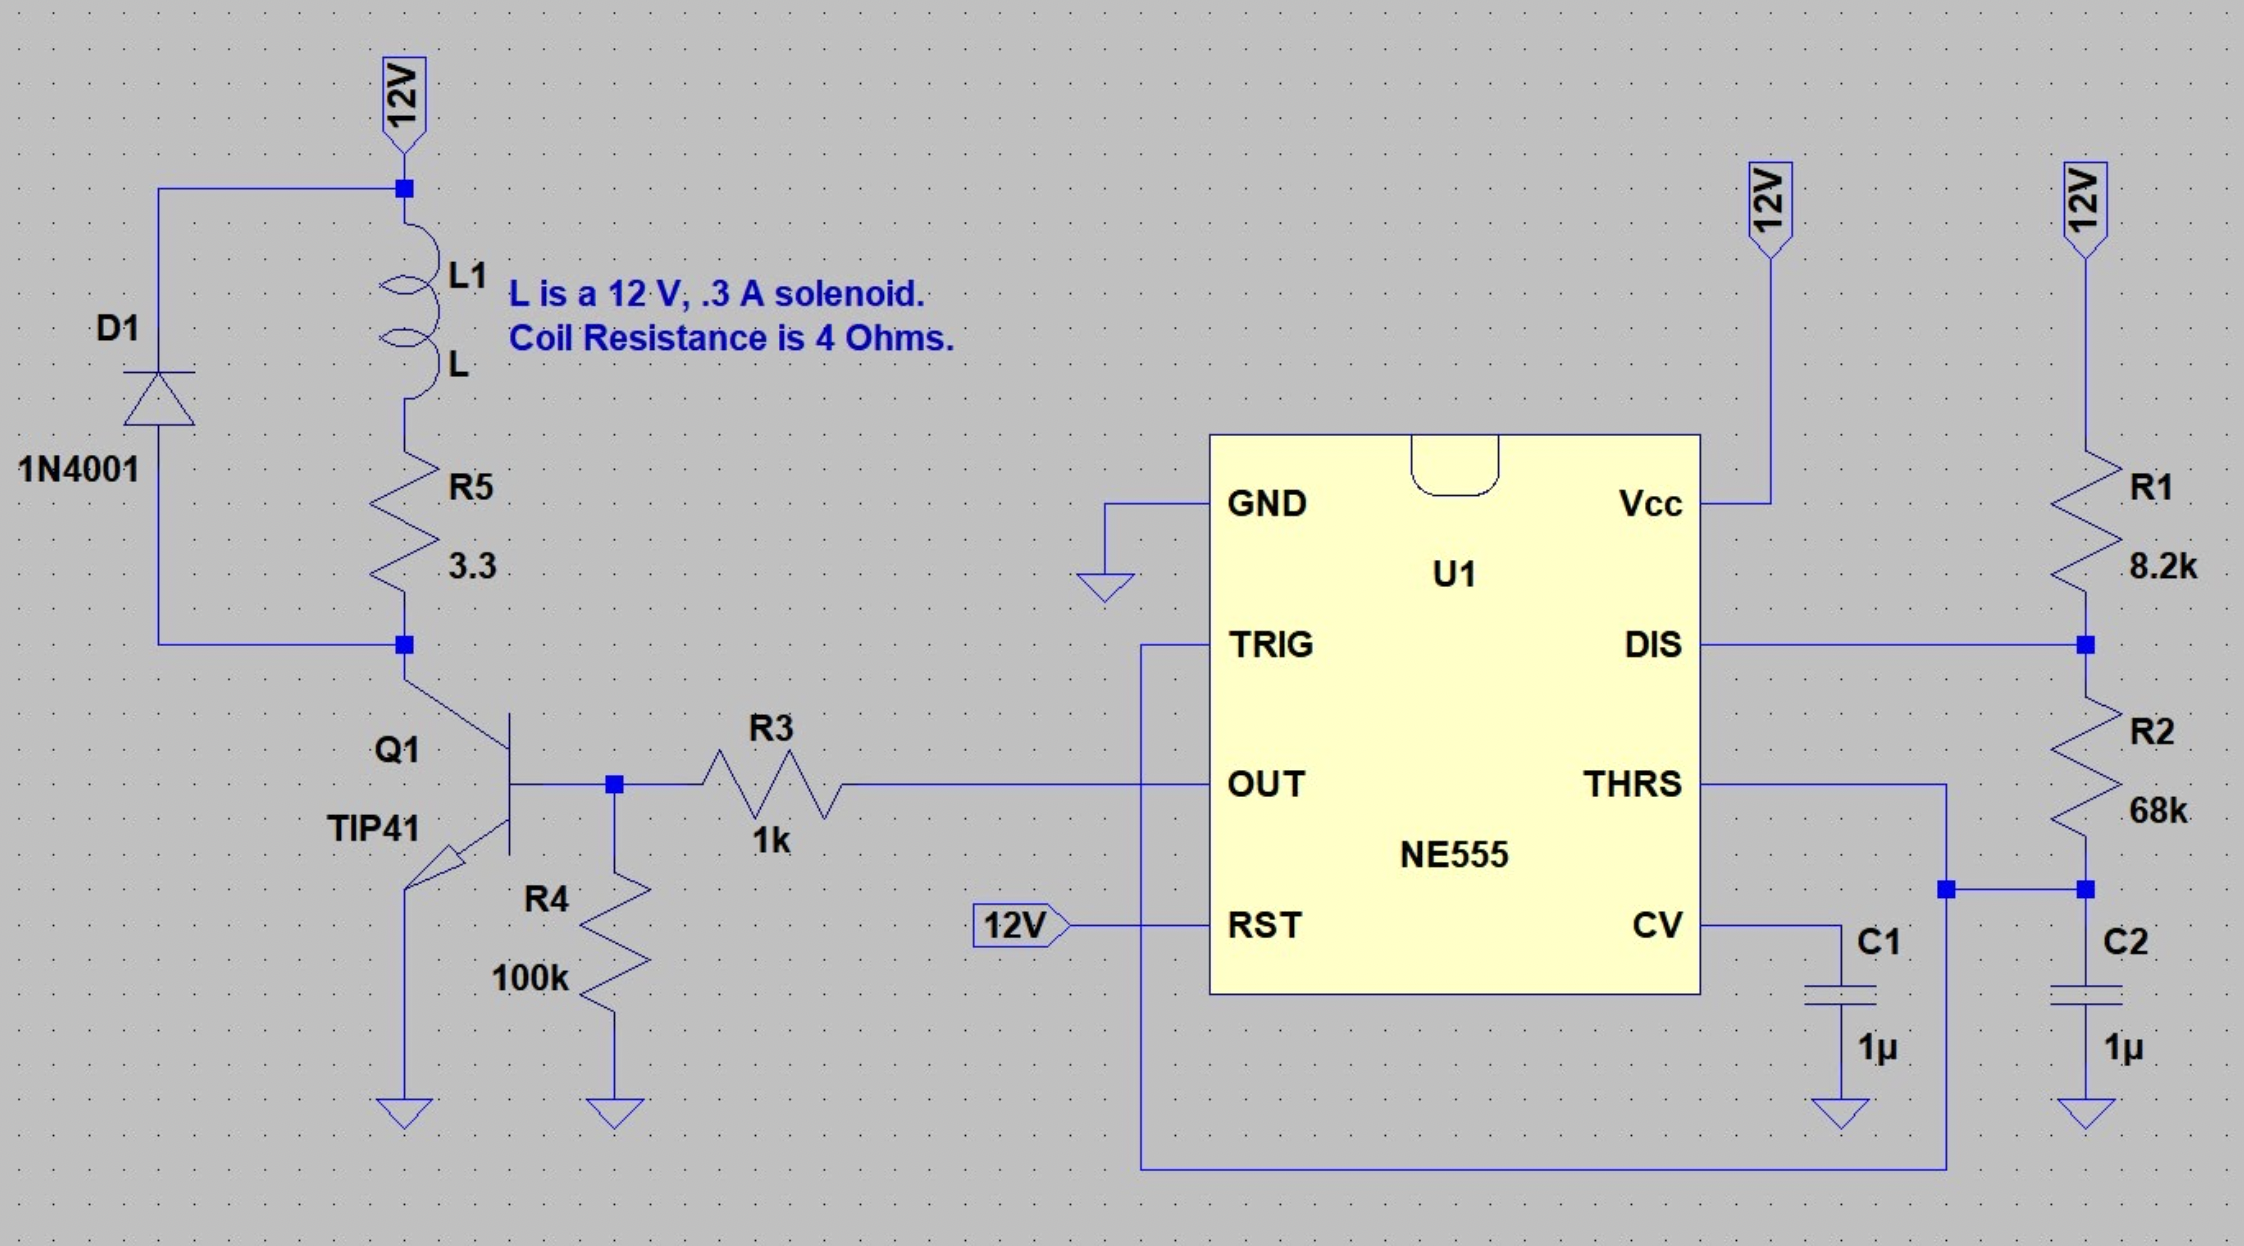 12V
12V
12V
L1
L is a 12 V, .3 A solenoid.
Coil Resistance is 4 Ohms.
L
D1
1N4001
R5
3.3
R1
8.2k
GND
Vcc
U1
TRIG
DIS
Q1
TIP41
R3
1k
OUT
THRS
R2
68k
NE555
R4
100k
12V
RST
CV
C1
1µ
C2
1µ